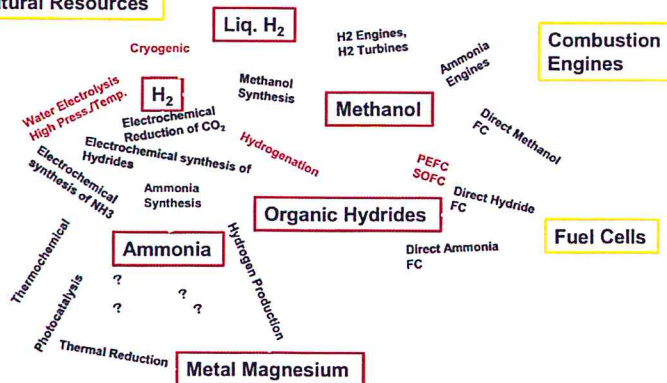 tural Resources
Liq. H₂
Cryogenic
H2 Engines,
H2 Turbines
Ammonia
Engines
Combustion
Engines
Water Electrolysis
High Press./Temp.
H₂
Methanol
Synthesis
Methanol
Electrochemical
Reduction of CO₂
Direct Methanol
FC
Electrochemical synthesis of
Hydrides
Hydrogenation
PEFC
SOFC
Electrochemical
synthesis of NH3
Ammonia
Synthesis
Direct Hydride
FC
Organic Hydrides
Fuel Cells
Ammonia
Direct Ammonia
FC
Thermochemical
Hydrogen Production
?
?
?
?
Photocatalysis
Thermal Reduction
Metal Magnesium